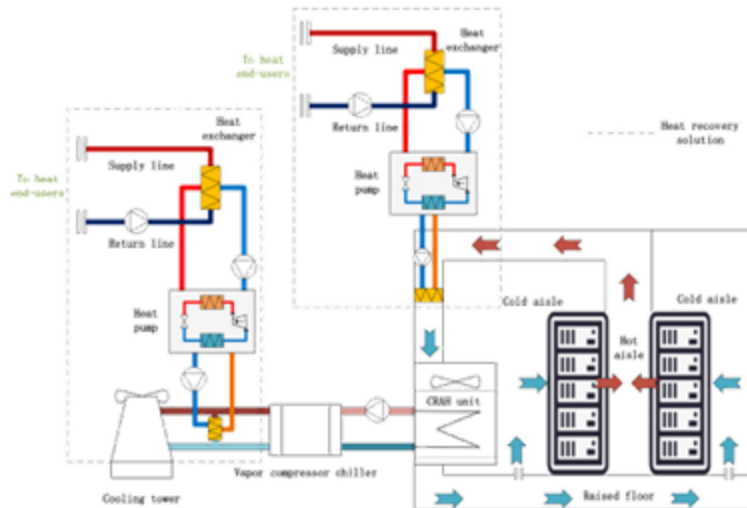 Heat
exchanger
Supply line
To heat
end-users
Return line
Heat
pump
Heat recovery
solution
Heat
exchanger
Supply line
To heat
end-users
Return line
Heat
pump
Cold aisle
Cold aisle
Hot
aisle
CRAH unit
Vapor compressor chiller
Cooling tower
Raised floor